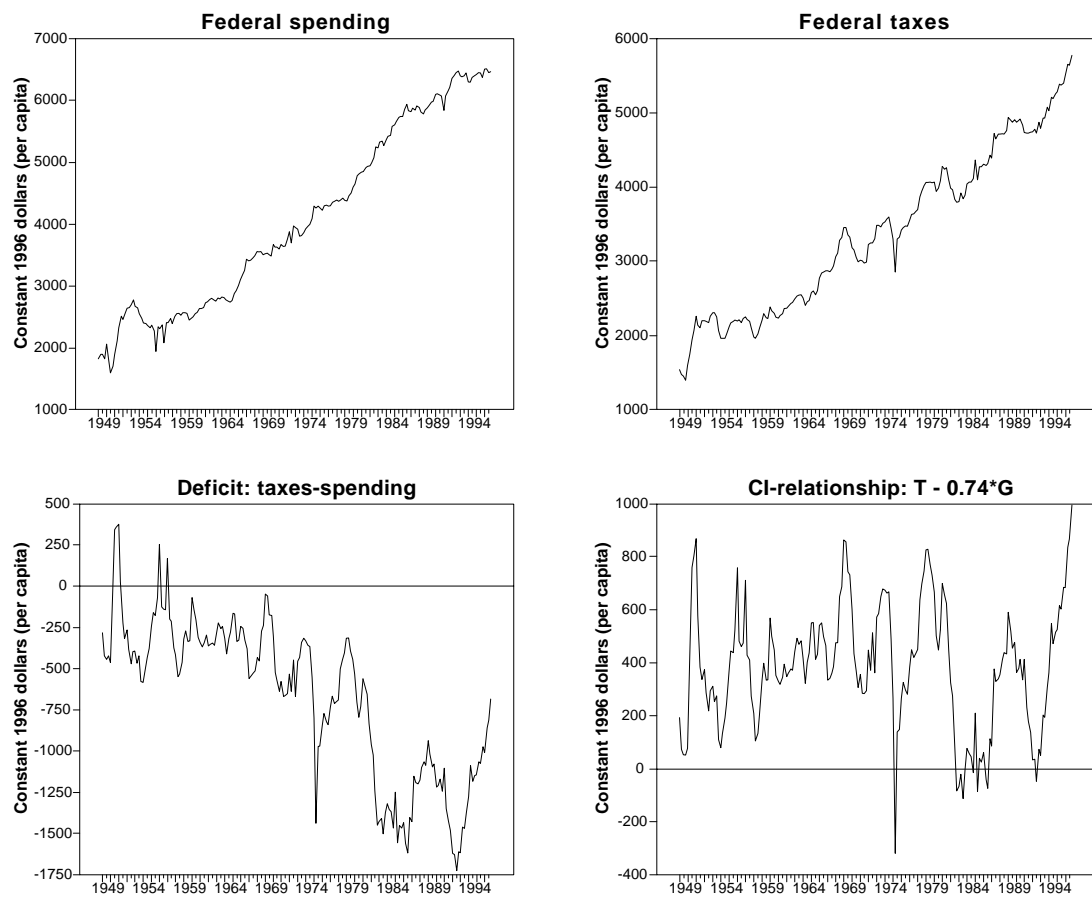 Federal spending
Constant 1996 dollars (per capita)
7000
6000
5000
4000
3000
2000
1000
1949 1954 1959 1964 1969 1974 1979 1984 1989 1994
Federal taxes
Constant 1996 dollars (per capita)
6000
5000
4000
3000
2000
1000
1949 1954 1959 1964 1969 1974 1979 1984 1989 1994
Deficit: taxes-spending
Constant 1996 dollars (per capita)
500
250
0
-250
-500
-750
-1000
-1250
-1500
-1750
1949 1954 1959 1964 1969 1974 1979 1984 1989 1994
CI-relationship: T - 0.74*G
Constant 1996 dollars (per capita)
1000
800
600
400
200
0
-200
-400
1949 1954 1959 1964 1969 1974 1979 1984 1989 1994